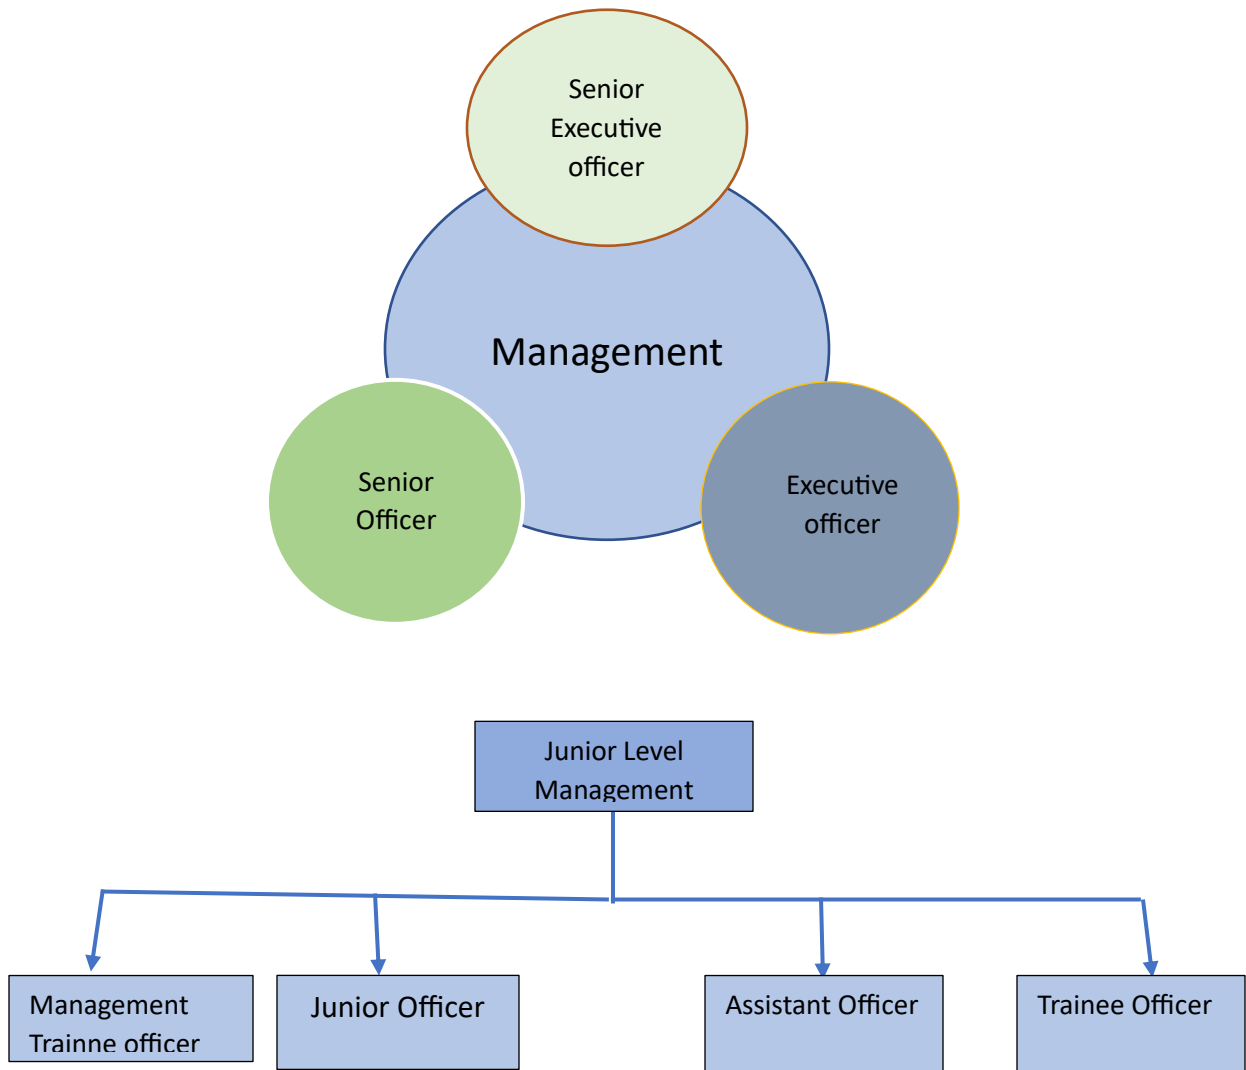 Senior
Executive
officer
Management
Senior
Officer
Executive
officer
Junior Level
Management
Management
Trainne officer
Junior Officer
Assistant Officer
Trainee Officer